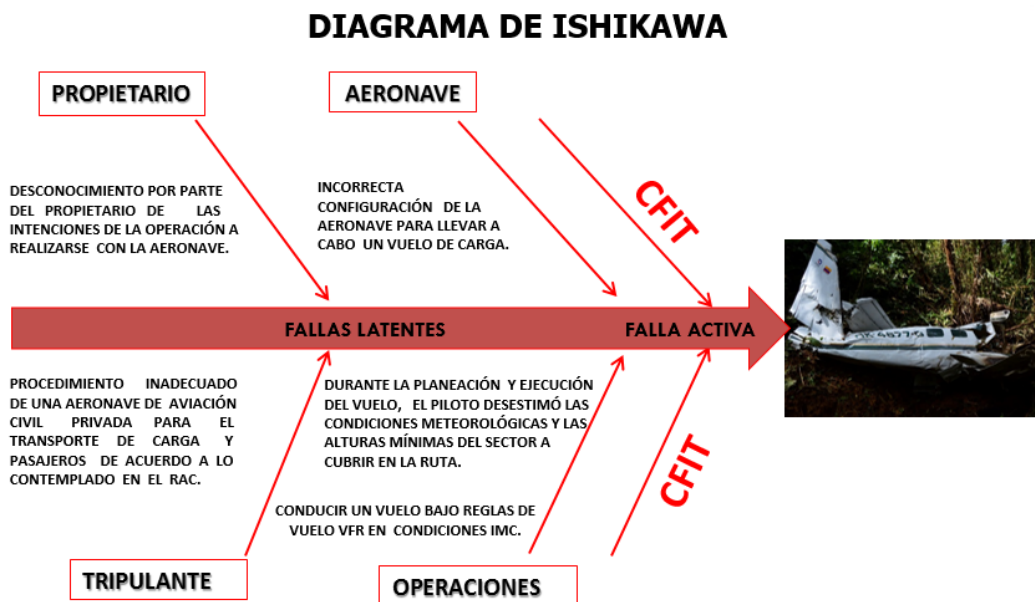 DIAGRAMA DE ISHIKAWA
PROPIETARIO
AERONAVE
DESCONOCIMIENTO POR PARTE
DEL PROPIETARIO DE LAS
INTENCIONES DE LA OPERACIÓN A
REALIZARSE CON LA AERONAVE.
INCORRECTA
CONFIGURACIÓN DE LA
AERONAVE PARA LLEVAR A
CABO UN VUELO DE CARGA.
CFIT
FALLAS LATENTES
FALLA ACTIVA
PROCEDIMIENTO INADECUADO
DE UNA AERONAVE DE AVIACIÓN
CIVIL PRIVADA PARA EL
TRANSPORTE DE CARGA Y
PASAJEROS DE ACUERDO A LO
CONTEMPLADO EN EL RAC.
DURANTE LA PLANEACIÓN Y EJECUCIÓN
DEL VUELO, EL PILOTO DESESTIMÓ LAS
CONDICIONES METEOROLÓGICAS Y LAS
ALTURAS MÍNIMAS DEL SECTOR A
CUBRIR EN LA RUTA.
CONDUCIR UN VUELO BAJO REGLAS DE
VUELO VFR EN CONDICIONES IMC.
CFIT
TRIPULANTE
OPERACIONES